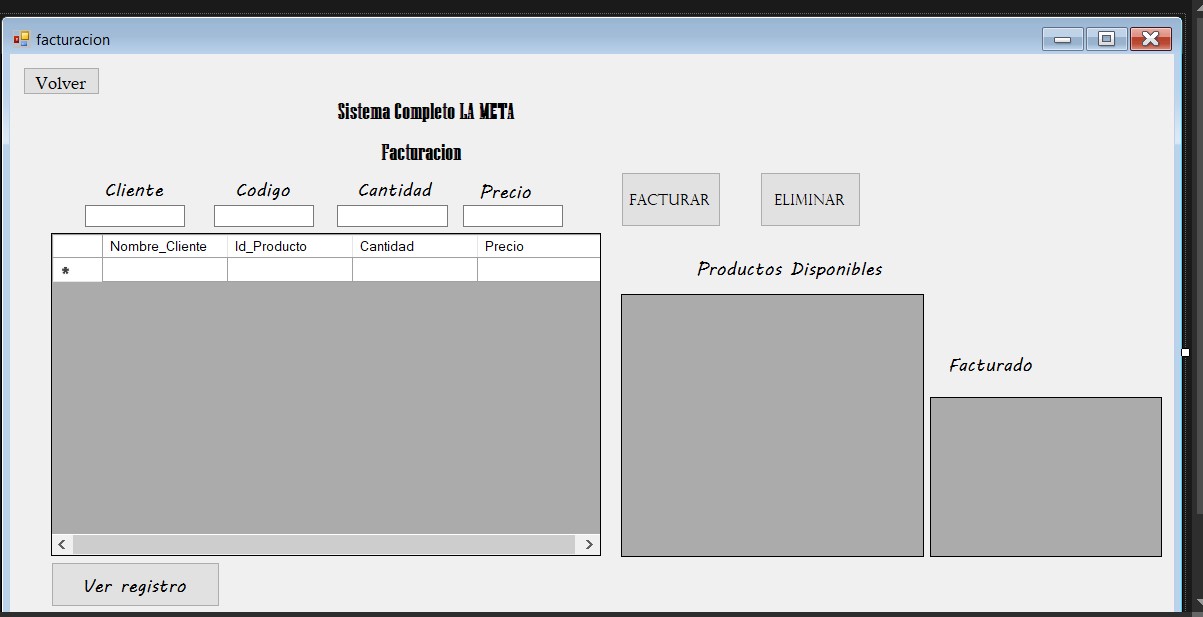 facturacion
Volver
Sistema Completo LA META
Facturacion
Cliente Codigo Cantidad Precio
FACTURAR ELIMINAR
Nombre_Cliente Id_Producto Cantidad Precio
*
Productos Disponibles
Facturado
Ver registro